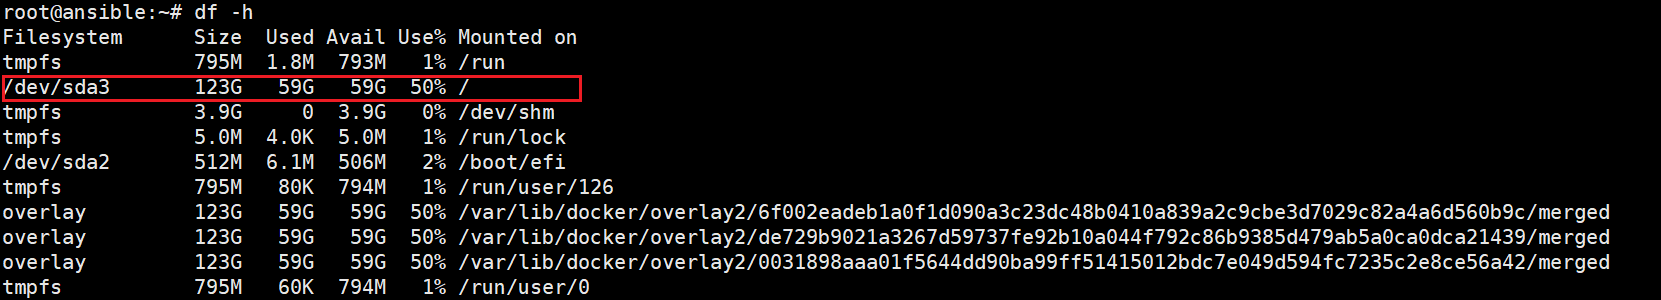 root@ansible:~# df -h
Filesystem      Size  Used Avail Use% Mounted on
tmpfs           795M  1.8M  793M   1% /run
/dev/sda3       123G   59G   59G  50% /
tmpfs           3.9G     0  3.9G   0% /dev/shm
tmpfs           5.0M  4.0K  5.0M   1% /run/lock
/dev/sda2       512M  6.1M  506M   2% /boot/efi
tmpfs           795M   80K  794M   1% /run/user/126
overlay         123G   59G   59G  50% /var/lib/docker/overlay2/6f002eadeb1a0f1d090a3c23dc48b0410a839a2c9cbe3d7029c82a4a6d560b9c/merged
overlay         123G   59G   59G  50% /var/lib/docker/overlay2/de729b9021a3267d59737fe92b10a044f792c86b9385d479ab5a0ca0dca21439/merged
overlay         123G   59G   59G  50% /var/lib/docker/overlay2/0031898aaa01f5644dd90ba99ff51415012bdc7e049d594fc7235c2e8ce56a42/merged
tmpfs           795M   60K  794M   1% /run/user/0